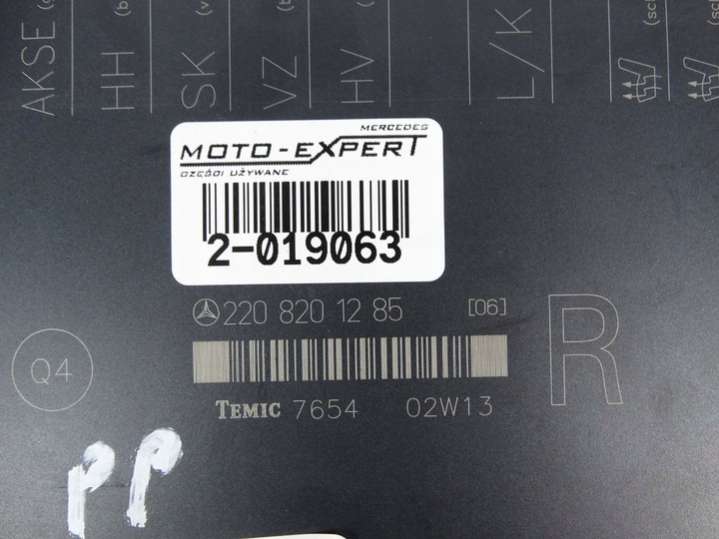 AKSE
HH
SK
VZ
HV
L/K
MERCEDES
MOTO-EXPERT
CZĘŚCI UŻYWANE
2-019063
220 820 12 85 [06]
R
Q4
TEMIC 7654 02W13
PP